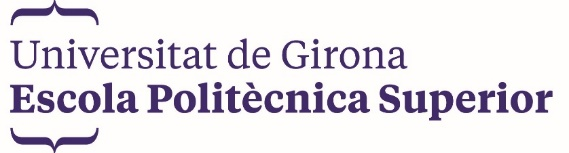 Universitat de Girona
Escola Politècnica Superior